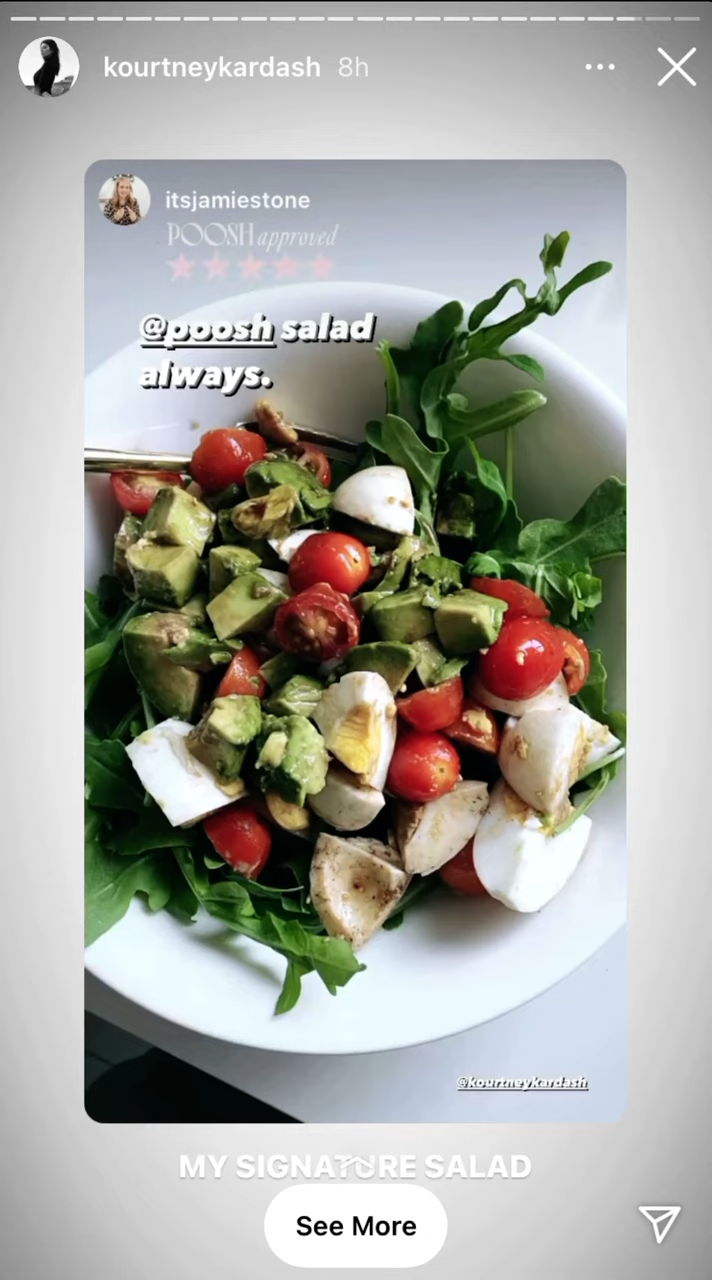 kourtneykardash 8h
itsjamiestone
POOSH approved
@poosh salad
always.
@kourtneykardash
MY SIGNATURE SALAD
See More